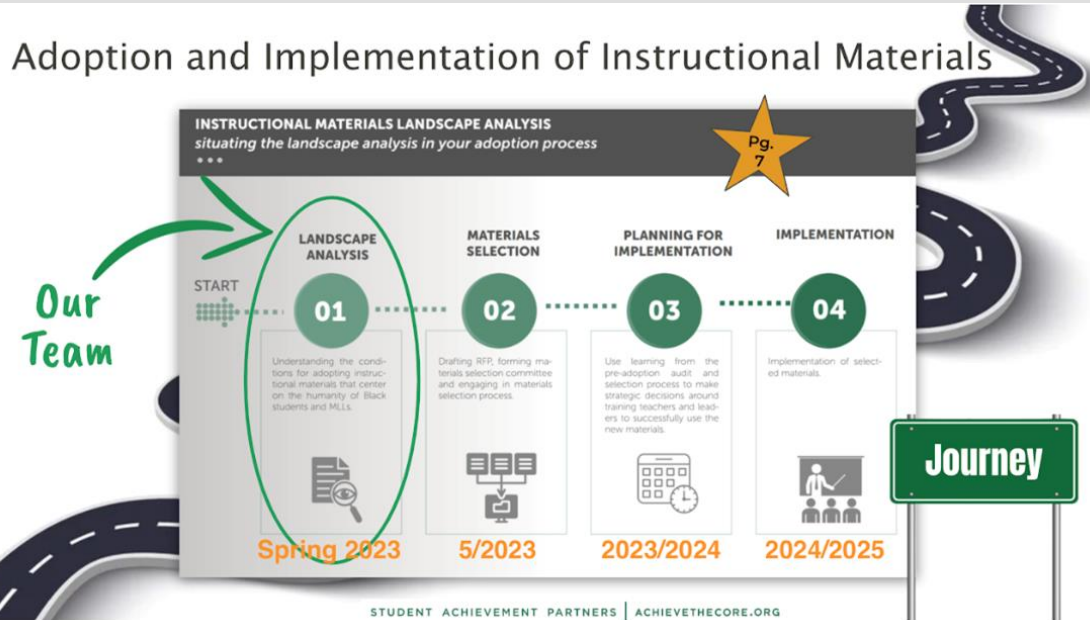 Adoption and Implementation of Instructional Materials
INSTRUCTIONAL MATERIALS LANDSCAPE ANALYSIS
situating the landscape analysis in your adoption process
Pg.
7
Our
Team
START
LANDSCAPE
ANALYSIS
01
Understanding the condi-
tions for adopting instruc-
tional materials that center
on the humanity of Black
students and MLLs.
Spring 2023
MATERIALS
SELECTION
02
Drafting RFP, forming ma-
terials selection committee
and engaging in materials
selection process.
5/2023
PLANNING FOR
IMPLEMENTATION
03
Use learning from the
pre-adoption audit and
selection process to make
strategic decisions around
training teachers and lead-
ers to successfully use the
new materials.
2023/2024
IMPLEMENTATION
04
Implementation of select-
ed materials.
2024/2025
Journey
STUDENT ACHIEVEMENT PARTNERS | ACHIEVETHECORE.ORG